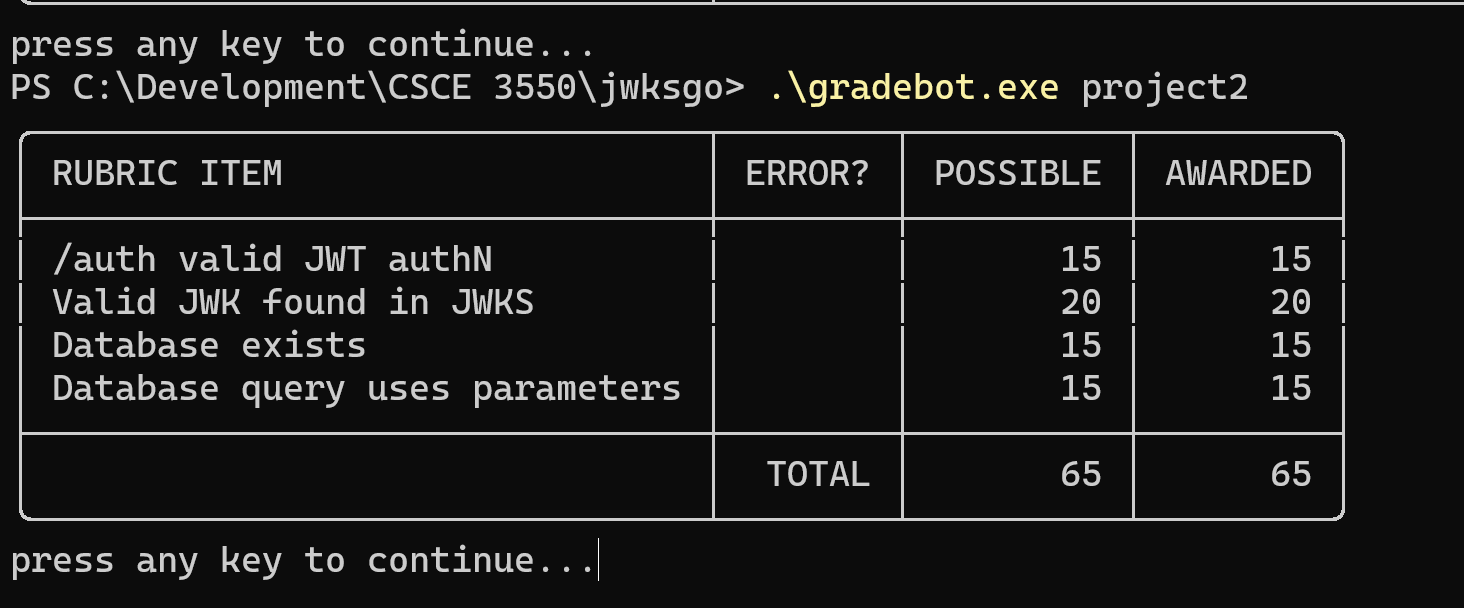 press any key to continue...
PS C:\Development\CSCE 3550\jwksgo> .\gradebot.exe project2
RUBRIC ITEM ERROR? POSSIBLE AWARDED
/auth valid JWT authN 15 15
Valid JWK found in JWKS 20 20
Database exists 15 15
Database query uses parameters 15 15
TOTAL 65 65
press any key to continue...